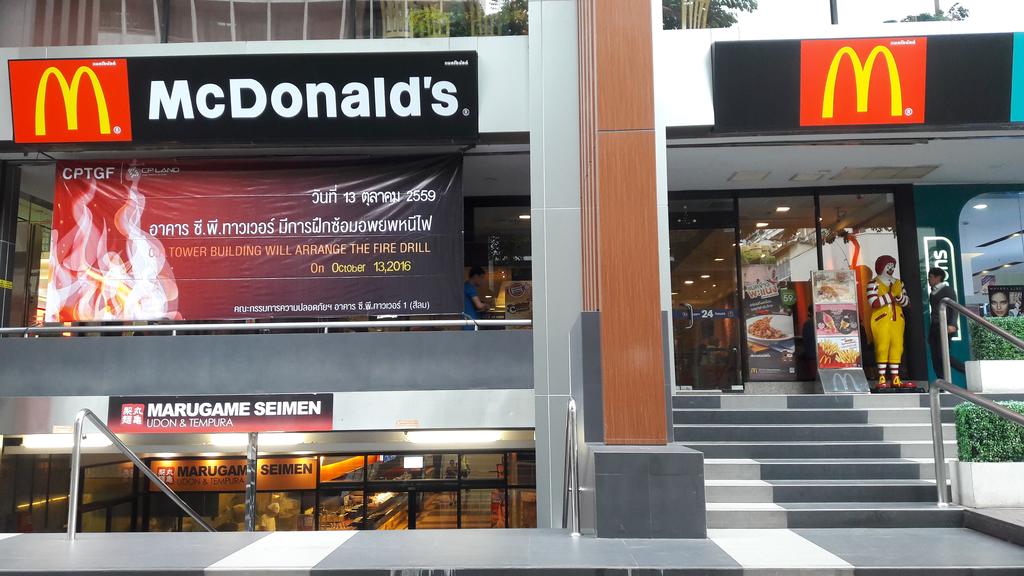 McDonald's
CPTGF CP LAND
วันที่ 13 ตุลาคม 2559
อาคาร ซี.พี.ทาวเวอร์ มีการฝึกซ้อมอพยพหนีไฟ
TOWER BUILDING WILL ARRANGE THE FIRE DRILL
On October 13,2016
คณะกรรมการความปลอดภัยฯ อาคาร ซี.พี.ทาวเวอร์ 1 (สีลม)
24
59
MARUGAME SEIMEN
UDON & TEMPURA
MARUGAME SEIMEN
UDON & TEMPURA